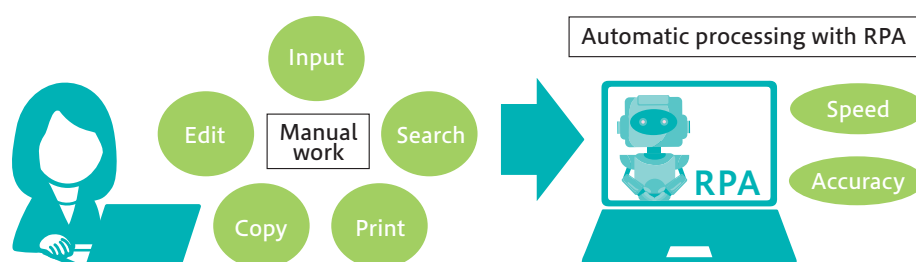 Input
Edit
Manual
work
Search
Copy
Print
Automatic processing with RPA
RPA
Speed
Accuracy